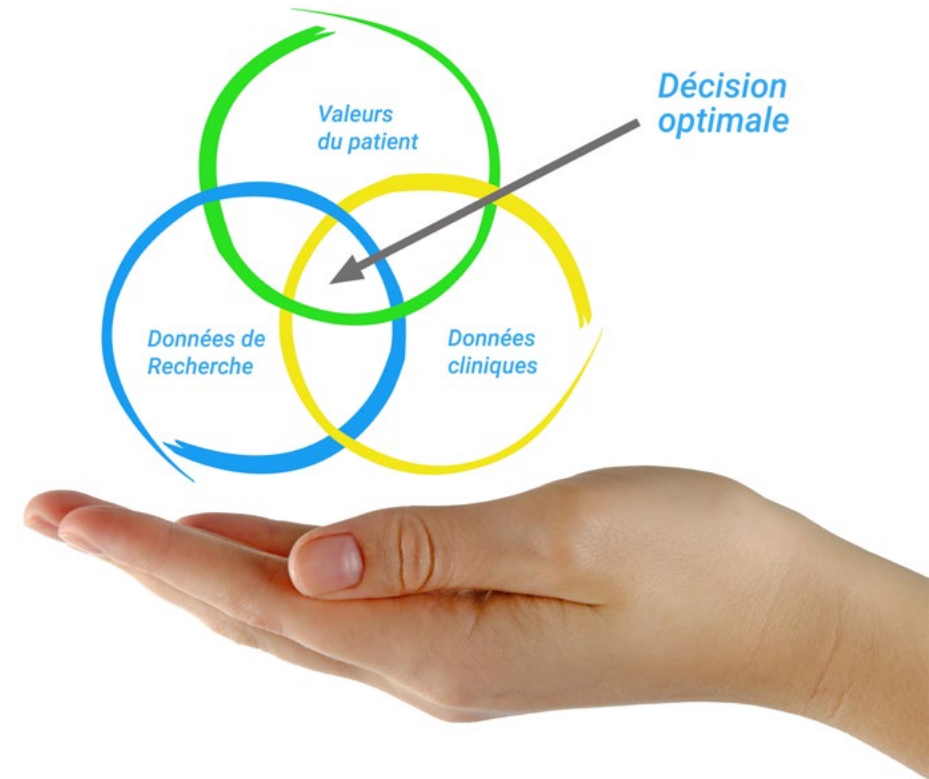 Décision
optimale
Valeurs
du patient
Données de
Recherche
Données
cliniques